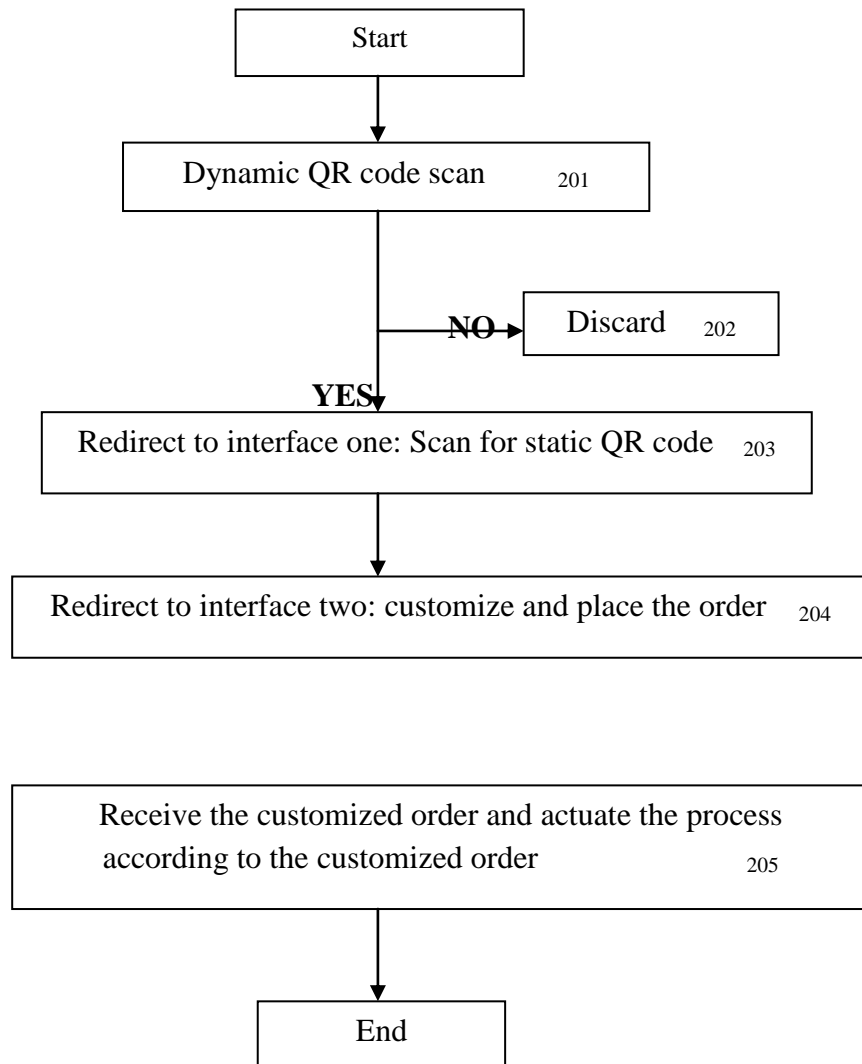 Start
Dynamic QR code scan 201
NO
Discard 202
YES
Redirect to interface one: Scan for static QR code 203
Redirect to interface two: customize and place the order 204
Receive the customized order and actuate the process
according to the customized order 205
End